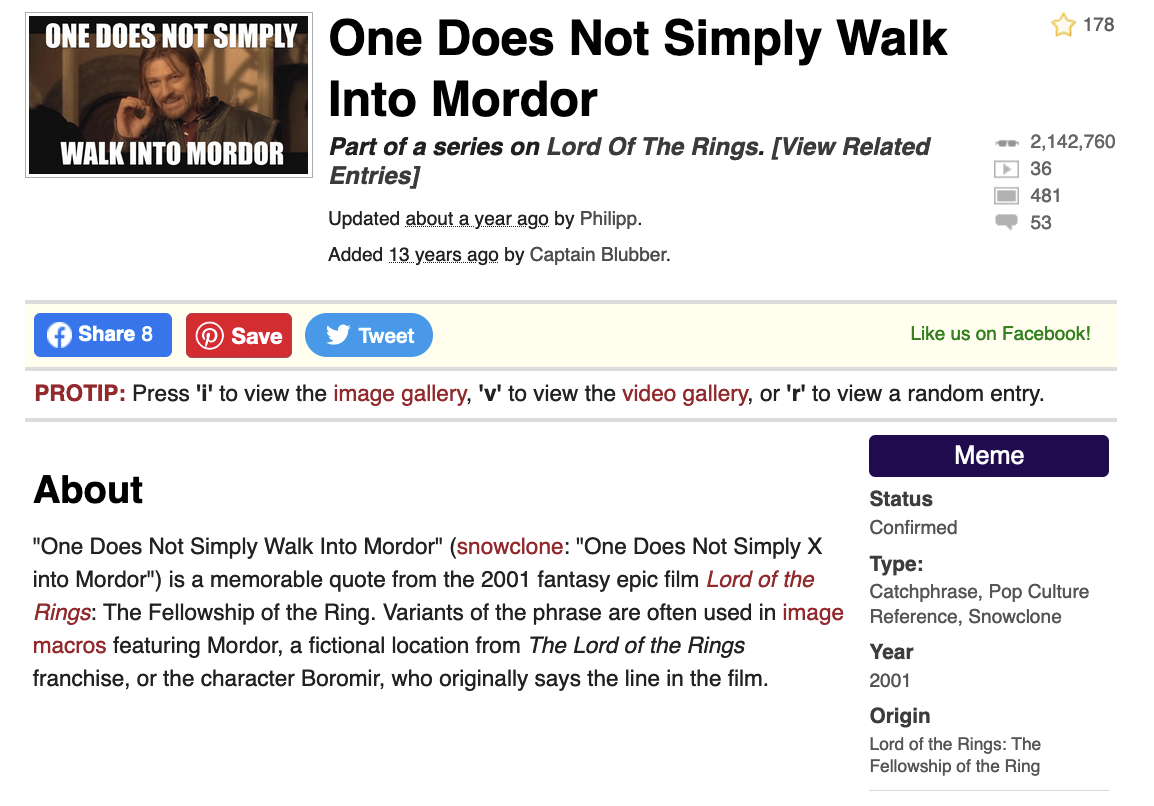 ONE DOES NOT SIMPLY
WALK INTO MORDOR
One Does Not Simply Walk
Into Mordor
178
Part of a series on Lord Of The Rings. [View Related
Entries]
2,142,760
36
481
53
Updated about a year ago by Philipp.
Added 13 years ago by Captain Blubber.
Share 8
Save
Tweet
Like us on Facebook!
PROTIP: Press 'i' to view the image gallery, 'v' to view the video gallery, or 'r' to view a random entry.
About
"One Does Not Simply Walk Into Mordor" (snowclone: "One Does Not Simply X
into Mordor") is a memorable quote from the 2001 fantasy epic film Lord of the
Rings: The Fellowship of the Ring. Variants of the phrase are often used in image
macros featuring Mordor, a fictional location from The Lord of the Rings
franchise, or the character Boromir, who originally says the line in the film.
Meme
Status
Confirmed
Type:
Catchphrase, Pop Culture
Reference, Snowclone
Year
2001
Origin
Lord of the Rings: The
Fellowship of the Ring